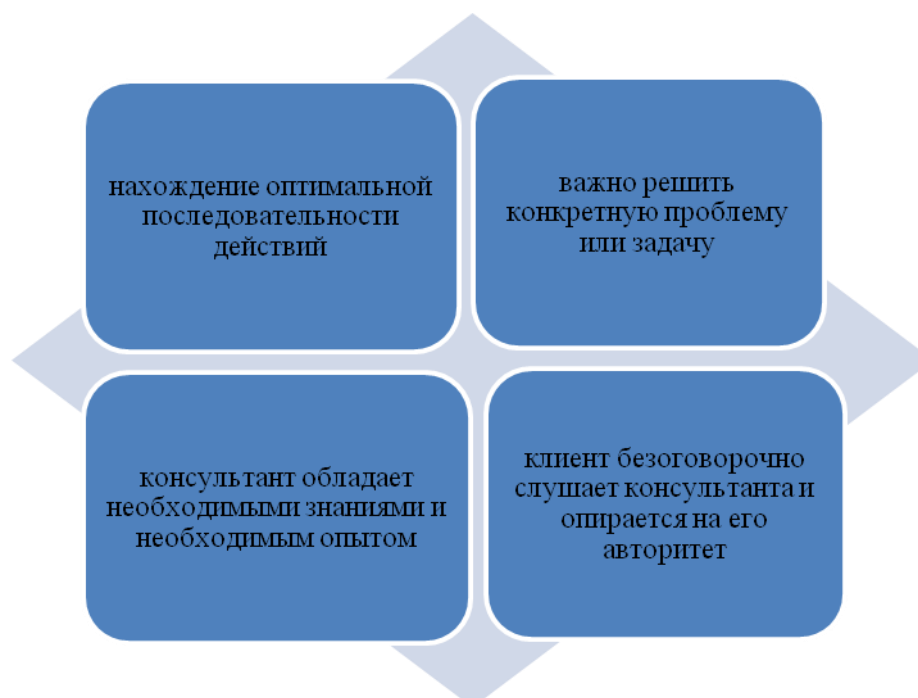 нахождение оптимальной
последовательности
действий
важно решить
конкретную проблему
или задачу
консультант обладает
необходимыми знаниями и
необходимым опытом
клиент безоговорочно
слушает консультанта и
опирается на его
авторитет